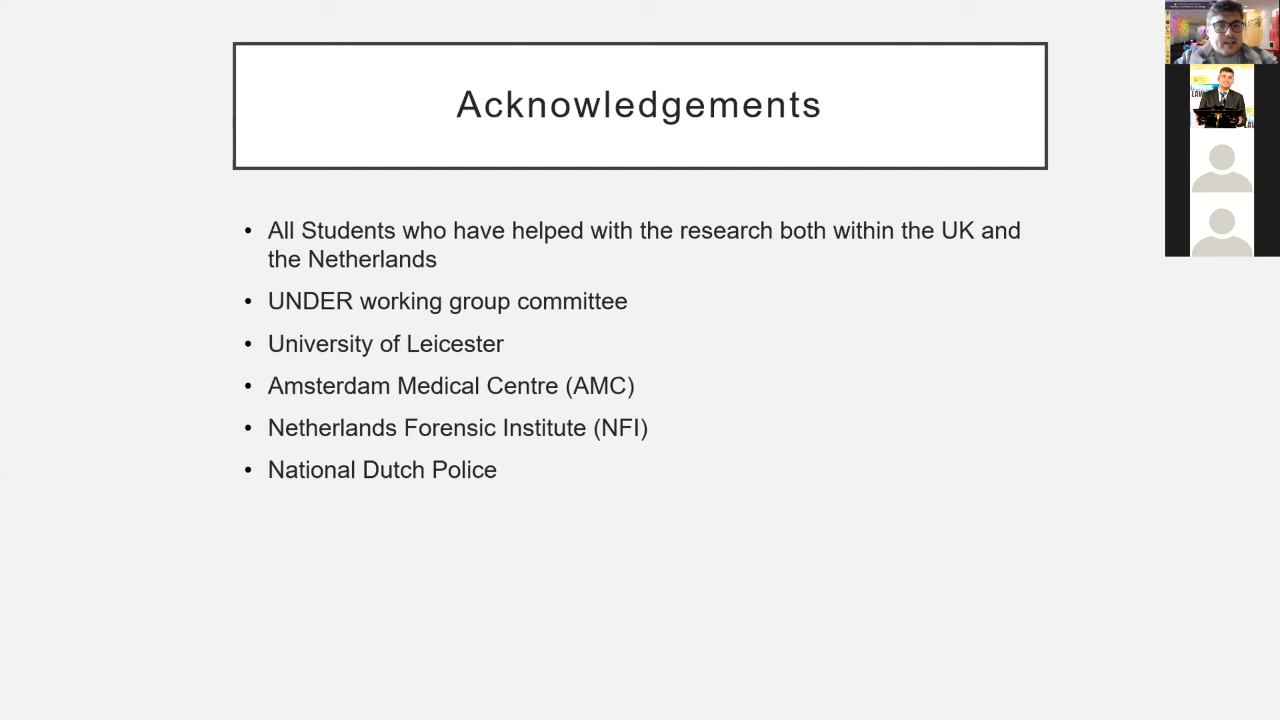 Acknowledgements
• All Students who have helped with the research both within the UK and
the Netherlands
• UNDER working group committee
• University of Leicester
• Amsterdam Medical Centre (AMC)
• Netherlands Forensic Institute (NFI)
• National Dutch Police
LAW